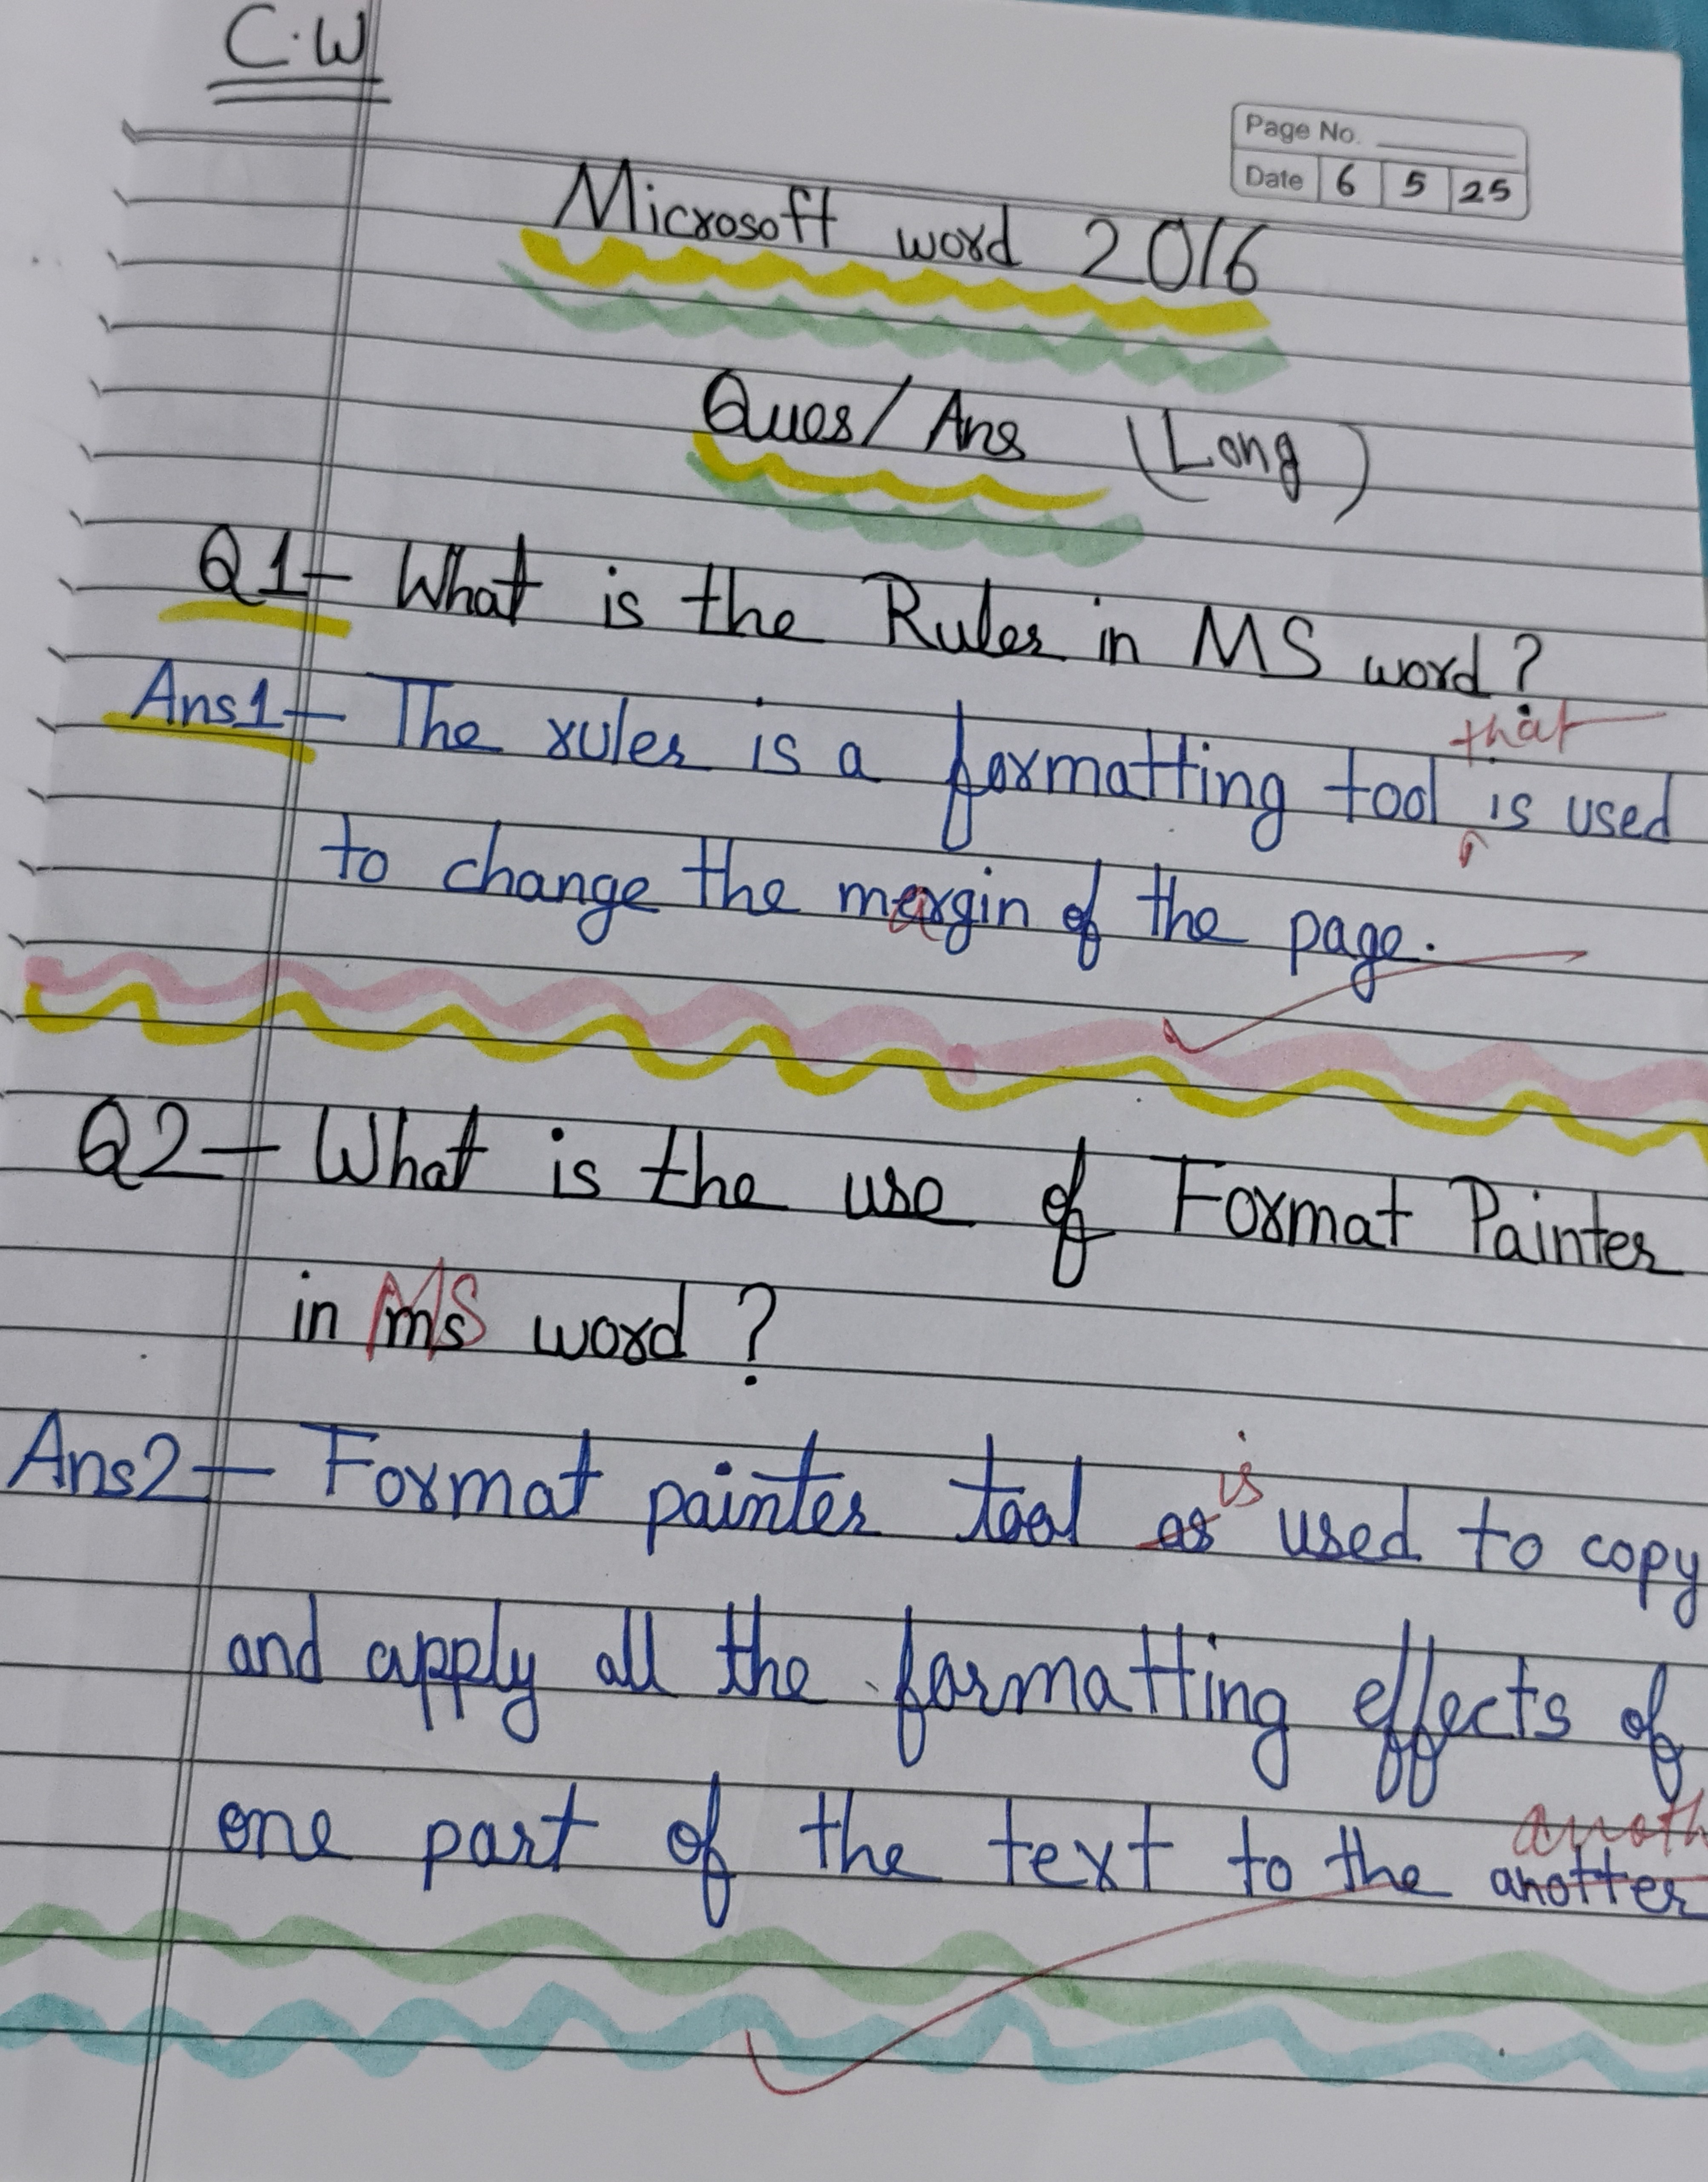 C.W
Page No.
Date 6 5 25
Microsoft word 2016
Ques/Ans (Long)
Q1- What is the Ruler in MS word?
Ans1- The ruler is a formatting tool that is used
to change the margin of the page.
Q2- What is the use of Format Painter
in MS word?
is
Ans2- Format painter tool as used to copy
and apply all the formatting effects of
anoth
one part of the text to the anotter